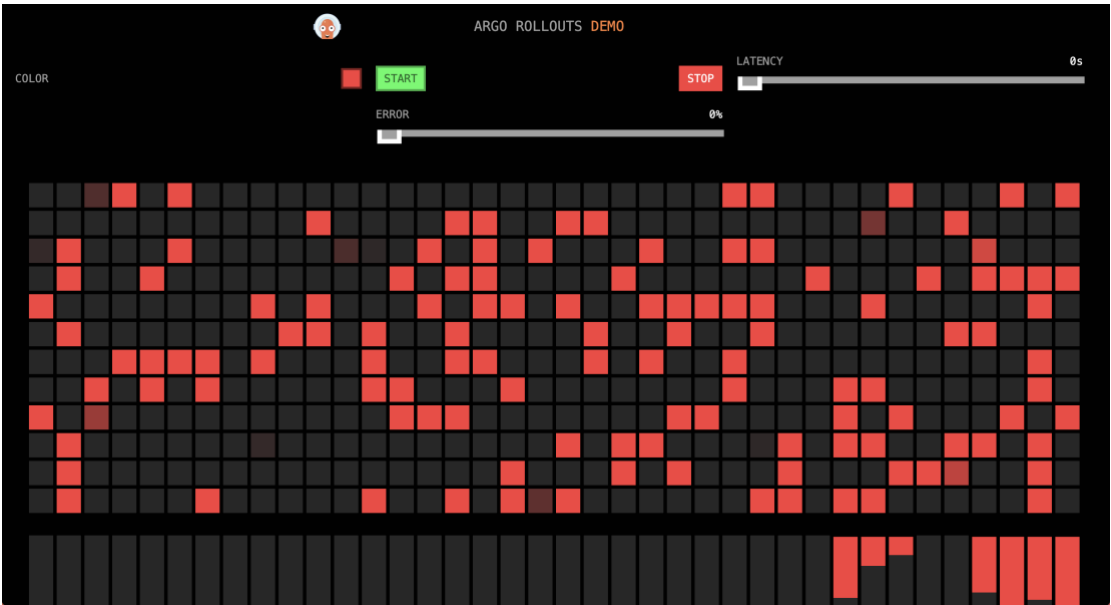 ARGO ROLLOUTS DEMO
COLOR
START
STOP
LATENCY 0s
ERROR 0%